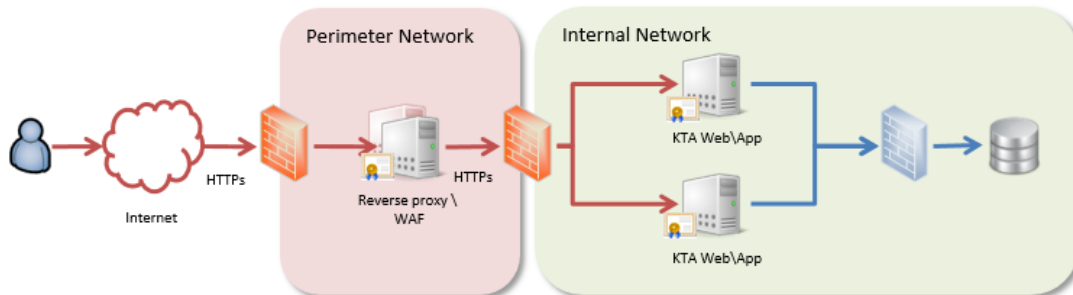 Perimeter Network
Internal Network
HTTPs
Internet
Reverse proxy \
WAF
HTTPs
KTA Web\App
KTA Web\App